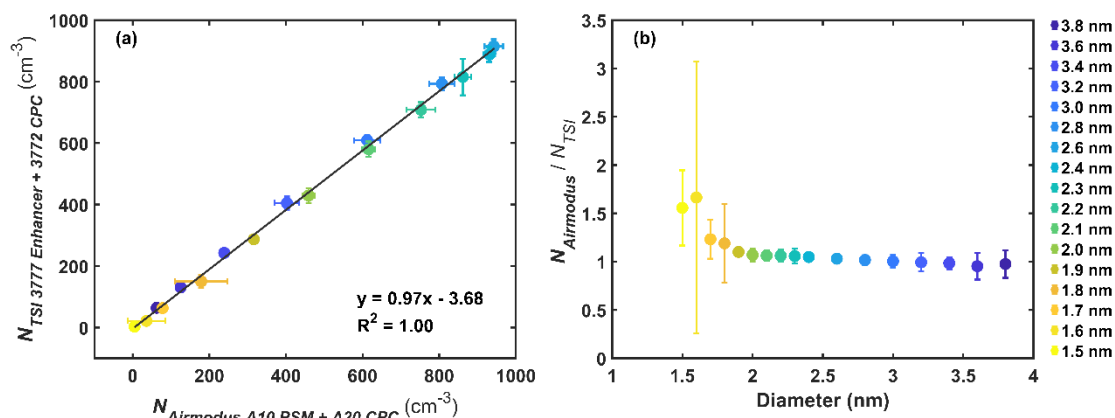 (a)
N TSI 3777 Enhancer + 3772 CPC (cm-3)
1000
800
600
400
200
0
y = 0.97x - 3.68
R2 = 1.00
0 200 400 600 800 1000
N Airmodus A10 PSM + A20 CPC (cm-3)
(b)
N Airmodus / N TSI
3.5
3
2.5
2
1.5
1
0.5
0
1 1.5 2 2.5 3 3.5 4
Diameter (nm)
3.8 nm
3.6 nm
3.4 nm
3.2 nm
3.0 nm
2.8 nm
2.6 nm
2.4 nm
2.3 nm
2.2 nm
2.1 nm
2.0 nm
1.9 nm
1.8 nm
1.7 nm
1.6 nm
1.5 nm